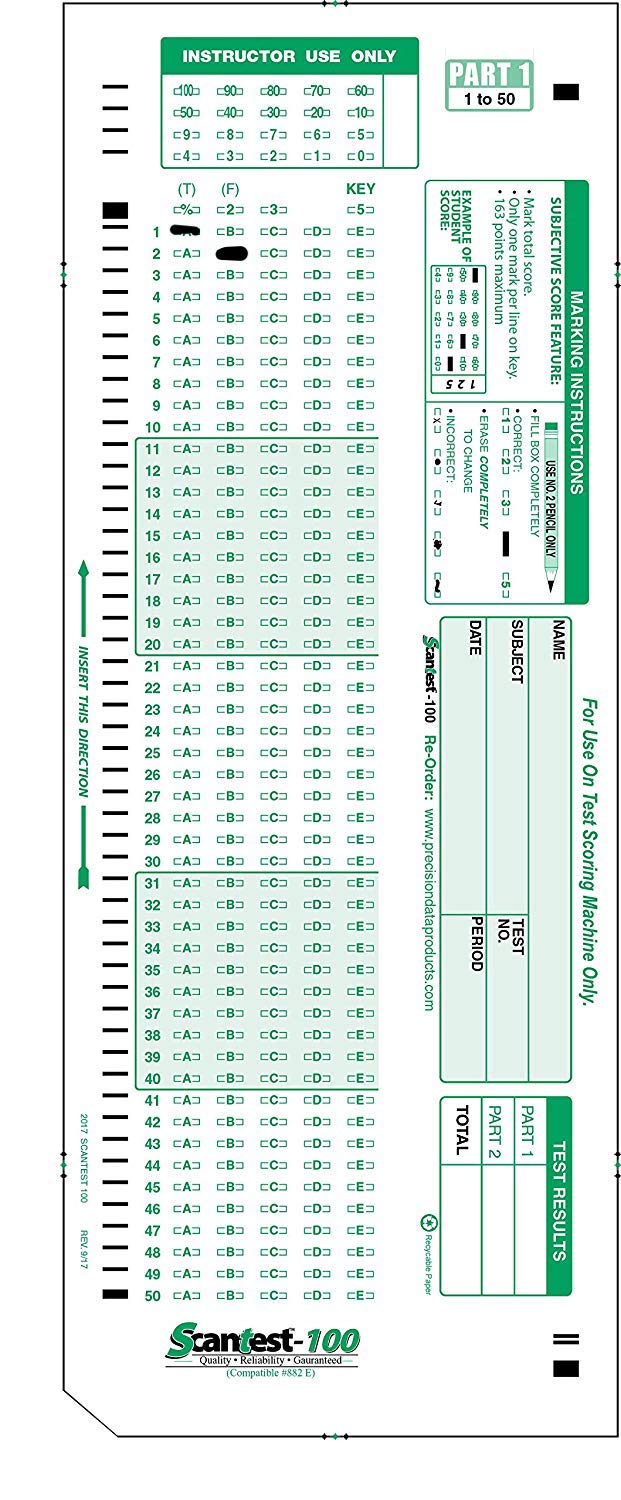 INSTRUCTOR USE ONLY
100 90 80 70 60
50 40 30 20 10
9 8 7 6 5
4 3 2 1 0
PART 1
1 to 50
(T) (F) KEY
% 2 3 5
1 B C D E
2 A C D E
3 A B C D E
4 A B C D E
5 A B C D E
6 A B C D E
7 A B C D E
8 A B C D E
9 A B C D E
10 A B C D E
11 A B C D E
12 A B C D E
13 A B C D E
14 A B C D E
15 A B C D E
16 A B C D E
17 A B C D E
18 A B C D E
19 A B C D E
20 A B C D E
21 A B C D E
22 A B C D E
23 A B C D E
24 A B C D E
25 A B C D E
26 A B C D E
27 A B C D E
28 A B C D E
29 A B C D E
30 A B C D E
31 A B C D E
32 A B C D E
33 A B C D E
34 A B C D E
35 A B C D E
36 A B C D E
37 A B C D E
38 A B C D E
39 A B C D E
40 A B C D E
41 A B C D E
42 A B C D E
43 A B C D E
44 A B C D E
45 A B C D E
46 A B C D E
47 A B C D E
48 A B C D E
49 A B C D E
50 A B C D E
Scantest™-100
Quality • Reliability • Gauranteed
(Compatible #882 E)
INSERT THIS DIRECTION
2017 SCANTEST 100 REV. 9/17
MARKING INSTRUCTIONS
SUBJECTIVE SCORE FEATURE:
• Mark total score.
• Only one mark per line on key.
• 163 points maximum
EXAMPLE OF
STUDENT
SCORE:
90 80 70 60
50 40 30 10
9 8 7 6
4 3 2 1 0
1 2 5
USE NO. 2 PENCIL ONLY
• FILL BOX COMPLETELY
• CORRECT:
1 2 3 5
• ERASE COMPLETELY
TO CHANGE
• INCORRECT:
For Use On Test Scoring Machine Only.
NAME
SUBJECT
TEST
NO.
DATE
PERIOD
Scantest-100 Re-Order: www.precisiondataproducts.com
TEST RESULTS
PART 1
PART 2
TOTAL
Recyclable Paper